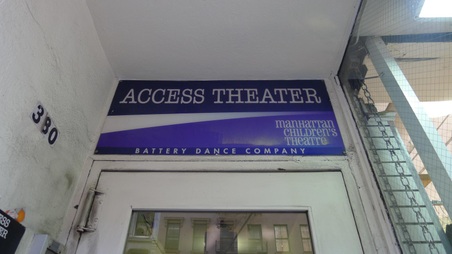 ACCESS THEATER
manhattan
children's
theatre
BATTERY DANCE COMPANY
380